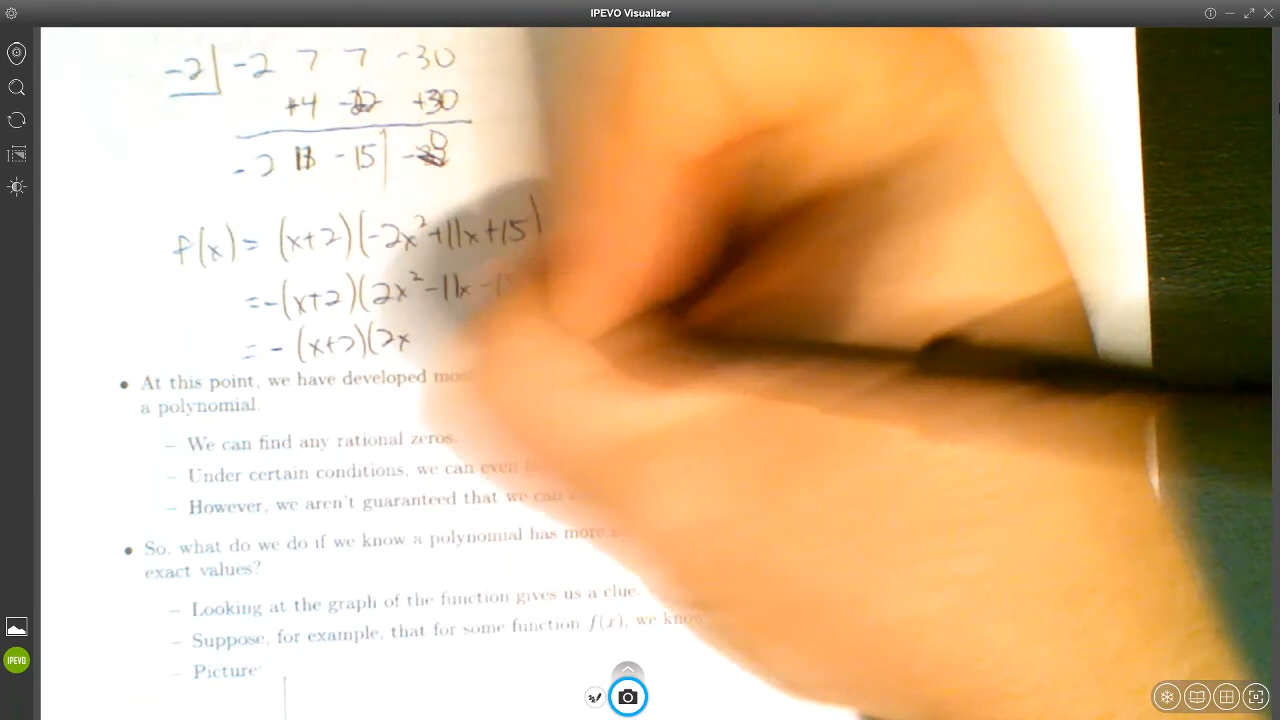 IPEVO Visualizer
-2 | -2 7 7 -30
+4 +30
-2 11 -15 0
f(x) = (x+2)(-2x²+11x+15)
= -(x+2)(2x²-11x-
= -(x+2)(2x
• At this point, we have developed
a polynomial.
– We can find any rational zeros.
– Under certain conditions, we can even
– However, we aren't guaranteed that we can
• So, what do we do if we know a polynomial has more
exact values?
– Looking at the graph of the function gives us a clue.
– Suppose, for example, that for some function f(x), we know
– Picture:
IPEVO